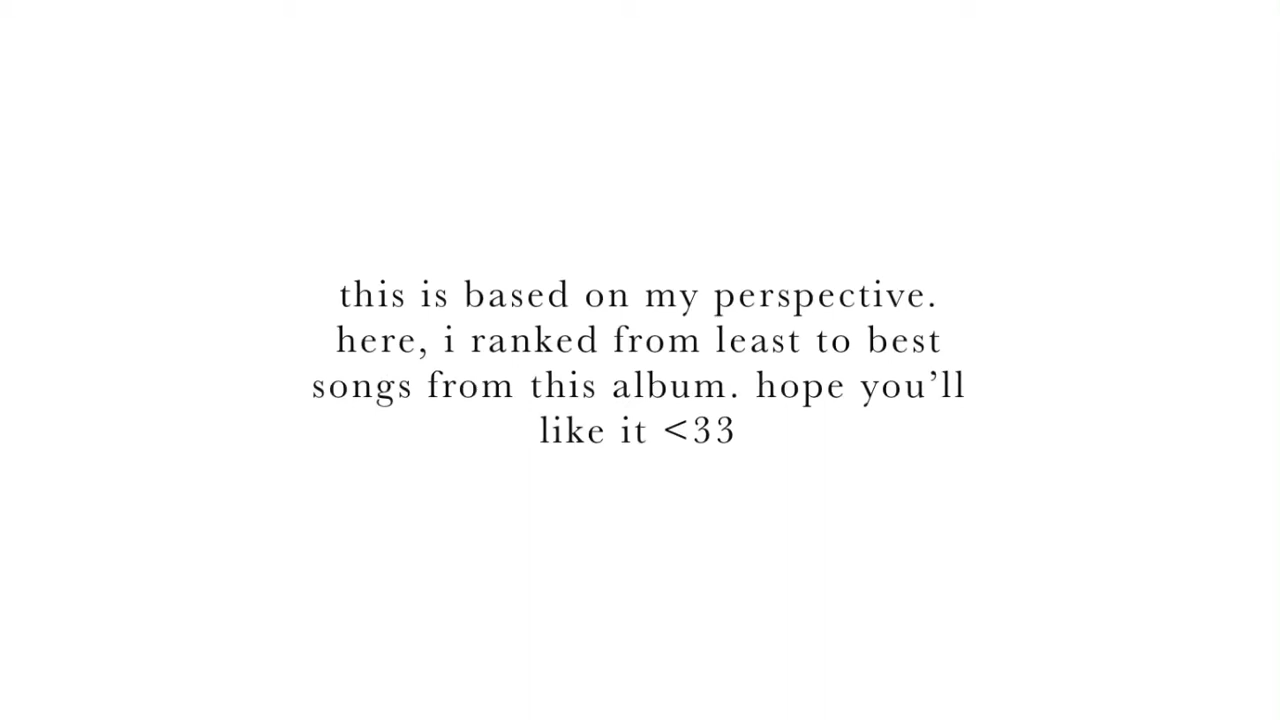 this is based on my perspective.
here, i ranked from least to best
songs from this album. hope you’ll
like it <33